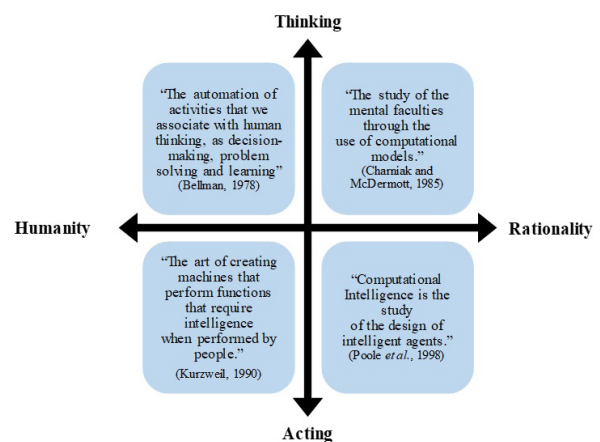 Thinking
“The automation of
activities that we
associate with human
thinking, as decision-
making, problem
solving and learning”
(Bellman, 1978)
“The study of the
mental faculties
through the
use of computational
models.”
(Charniak and
McDermott, 1985)
Humanity
Rationality
“The art of creating
machines that
perform functions
that require
intelligence
when performed by
people.”
(Kurzweil, 1990)
“Computational
Intelligence is the
study
of the design of
intelligent agents.”
(Poole et al., 1998)
Acting